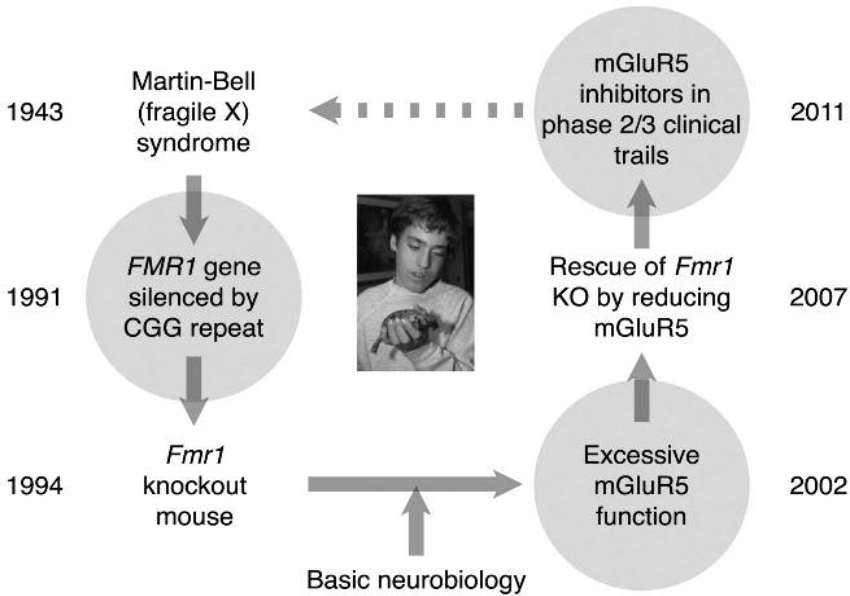 1943
Martin-Bell
(fragile X)
syndrome
mGluR5
inhibitors in
phase 2/3 clinical
trails
2011
1991
FMR1 gene
silenced by
CGG repeat
Rescue of Fmr1
KO by reducing
mGluR5
2007
1994
Fmr1
knockout
mouse
Excessive
mGluR5
function
2002
Basic neurobiology